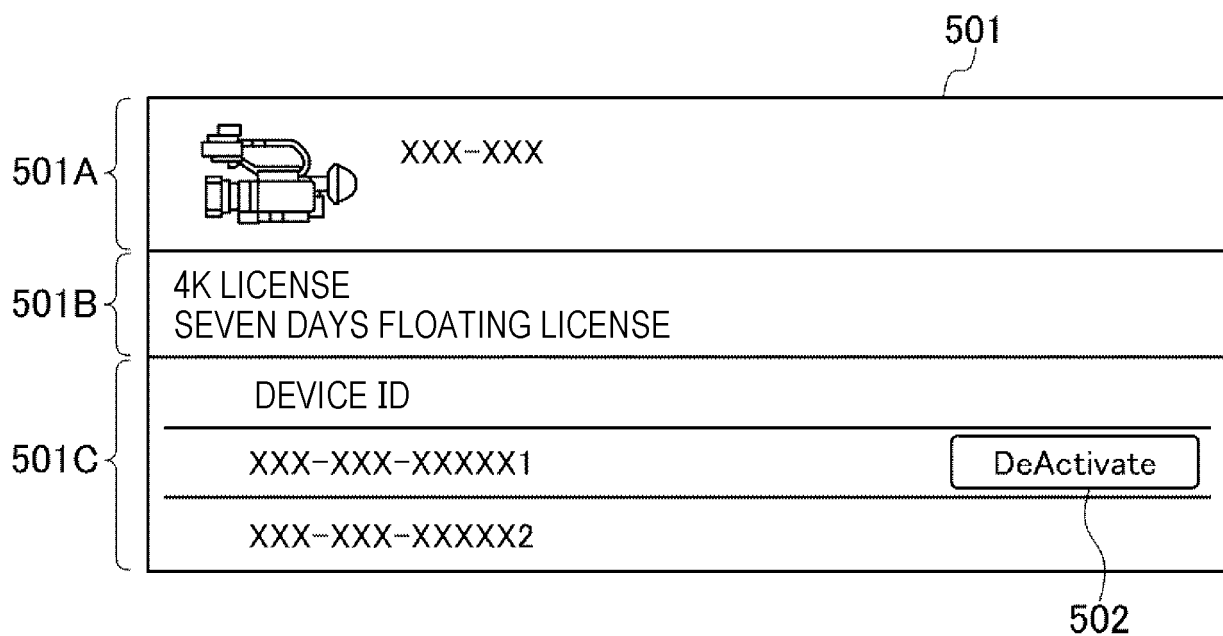 501
501A
XXX-XXX
501B
4K LICENSE
SEVEN DAYS FLOATING LICENSE
501C
DEVICE ID
XXX-XXX-XXXXX1
DeActivate
XXX-XXX-XXXXX2
502